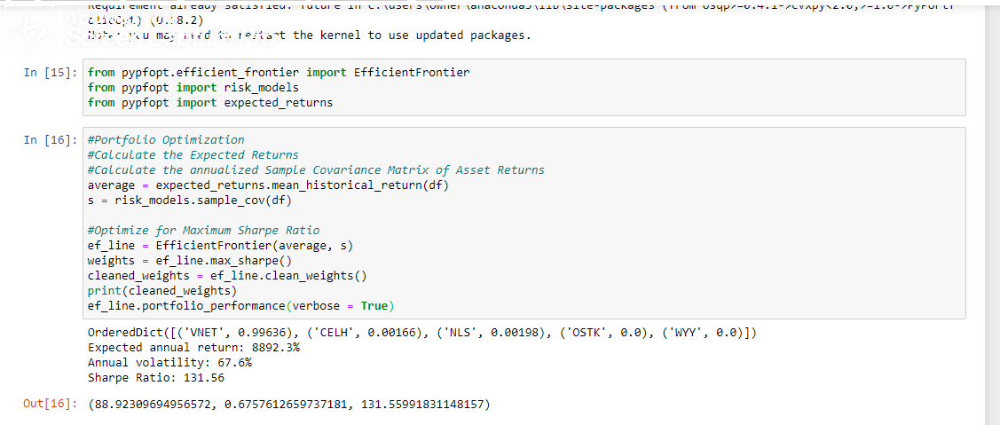 Requirement already satisfied: future in c:\users\owner\anaconda3\lib\site-packages (from osqp>=0.4.1->cvxpy<2.0,>=1.0->PyPortf
(0.18.2)
Note: you may need to restart the kernel to use updated packages.
In [15]: from pypfopt.efficient_frontier import EfficientFrontier
from pypfopt import risk_models
from pypfopt import expected_returns
In [16]: #Portfolio Optimization
#Calculate the Expected Returns
#Calculate the annualized Sample Covariance Matrix of Asset Returns
average = expected_returns.mean_historical_return(df)
s = risk_models.sample_cov(df)
#Optimize for Maximum Sharpe Ratio
ef_line = EfficientFrontier(average, s)
weights = ef_line.max_sharpe()
cleaned_weights = ef_line.clean_weights()
print(cleaned_weights)
ef_line.portfolio_performance(verbose = True)
OrderedDict([('VNET', 0.99636), ('CELH', 0.00166), ('NLS', 0.00198), ('OSTK', 0.0), ('WYY', 0.0)])
Expected annual return: 8892.3%
Annual volatility: 67.6%
Sharpe Ratio: 131.56
Out[16]: (88.92309694956572, 0.6757612659737181, 131.55991831148157)